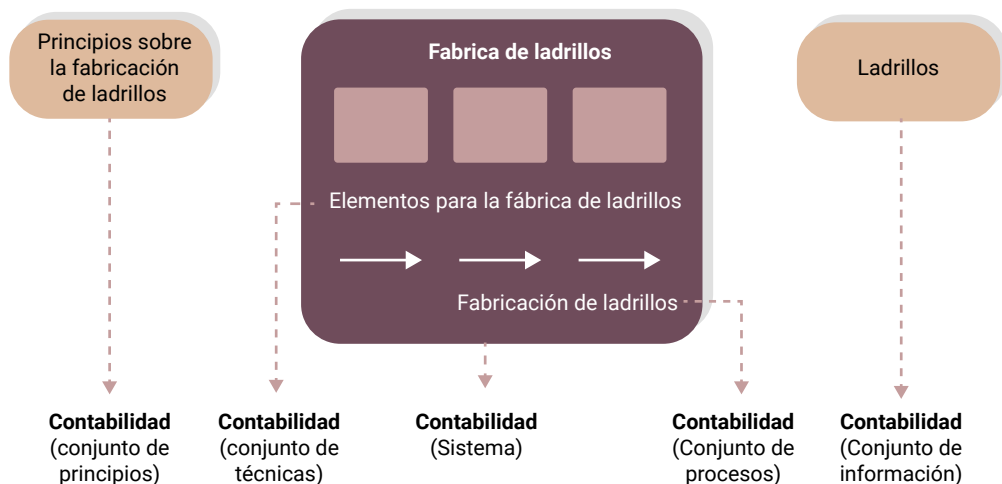 Principios sobre
la fabricación
de ladrillos
Fabrica de ladrillos
Elementos para la fábrica de ladrillos
Fabricación de ladrillos
Ladrillos
Contabilidad
(conjunto de
principios)
Contabilidad
(conjunto de
técnicas)
Contabilidad
(Sistema)
Contabilidad
(Conjunto de
procesos)
Contabilidad
(Conjunto de
información)